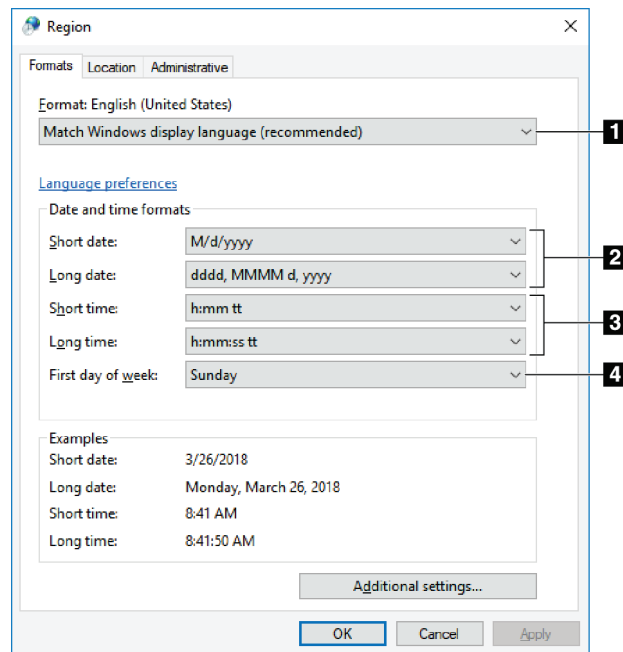 Region
Formats Location Administrative
Format: English (United States)
Match Windows display language (recommended)
1
Language preferences
Date and time formats
Short date: M/d/yyyy
2
Long date: dddd, MMMM d, yyyy
Short time: h:mm tt
3
Long time: h:mm:ss tt
First day of week: Sunday
4
Examples
Short date: 3/26/2018
Long date: Monday, March 26, 2018
Short time: 8:41 AM
Long time: 8:41:50 AM
Additional settings...
OK Cancel Apply